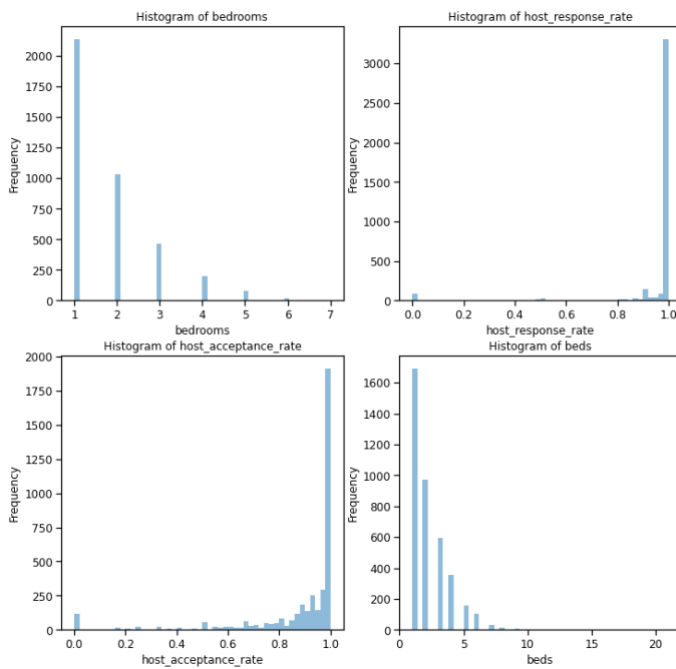 Histogram of bedrooms
2000
1750
1500
1250
1000
750
500
250
0
Frequency
1 2 3 4 5 6 7
bedrooms
Histogram of host_response_rate
3000
2500
2000
1500
1000
500
0
Frequency
0.0 0.2 0.4 0.6 0.8 1.0
host_response_rate
Histogram of host_acceptance_rate
2000
1750
1500
1250
1000
750
500
250
0
Frequency
0.0 0.2 0.4 0.6 0.8 1.0
host_acceptance_rate
Histogram of beds
1600
1400
1200
1000
800
600
400
200
0
Frequency
0 5 10 15 20
beds